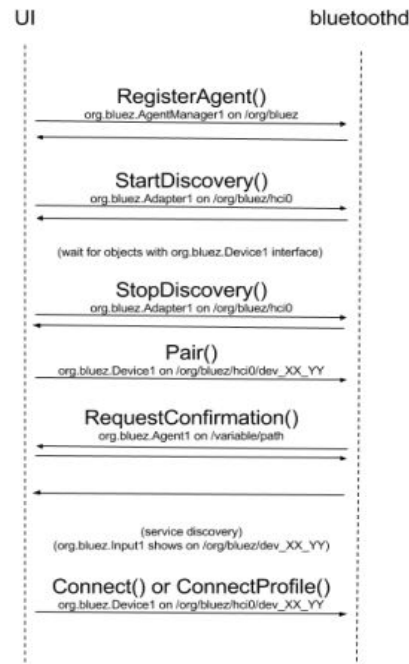 UI
bluetoothd
RegisterAgent()
org.bluez.AgentManager1 on /org/bluez
StartDiscovery()
org.bluez.Adapter1 on /org/bluez/hci0
(wait for objects with org.bluez.Device1 interface)
StopDiscovery()
org.bluez.Adapter1 on /org/bluez/hci0
Pair()
org.bluez.Device1 on /org/bluez/hci0/dev_XX_YY
RequestConfirmation()
org.bluez.Agent1 on /variable/path
(service discovery)
(org.bluez.Input1 shows on /org/bluez/dev_XX_YY)
Connect() or ConnectProfile()
org.bluez.Device1 on /org/bluez/hci0/dev_XX_YY